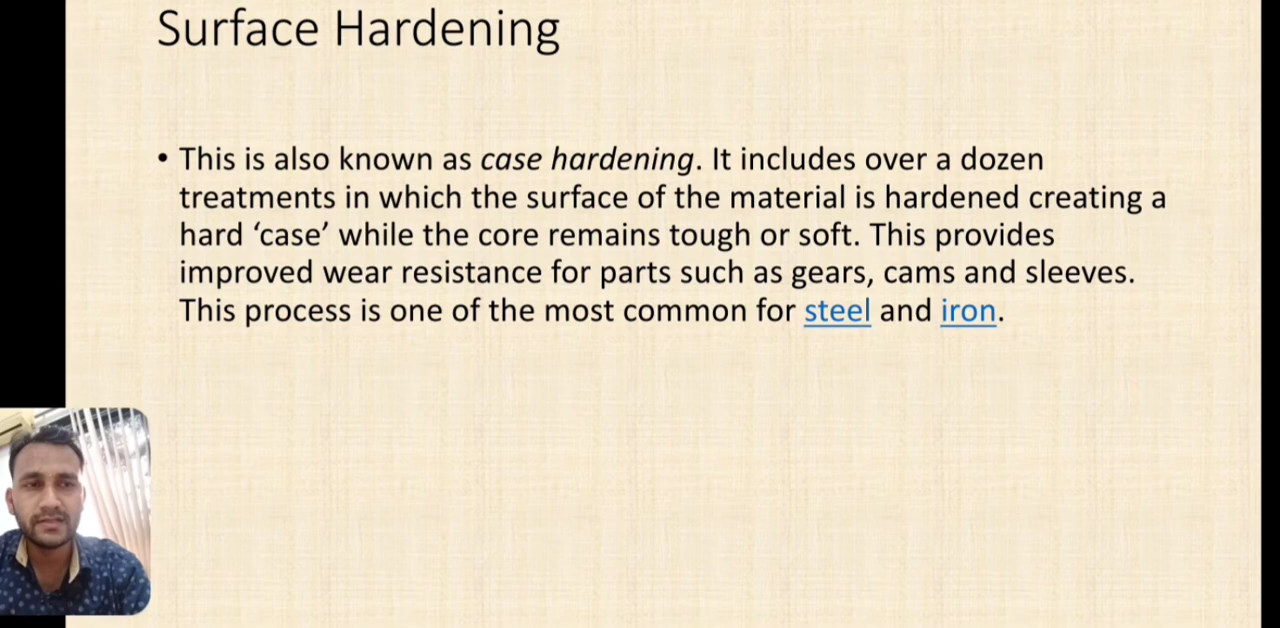 Surface Hardening
• This is also known as case hardening. It includes over a dozen
treatments in which the surface of the material is hardened creating a
hard ‘case’ while the core remains tough or soft. This provides
improved wear resistance for parts such as gears, cams and sleeves.
This process is one of the most common for steel and iron.